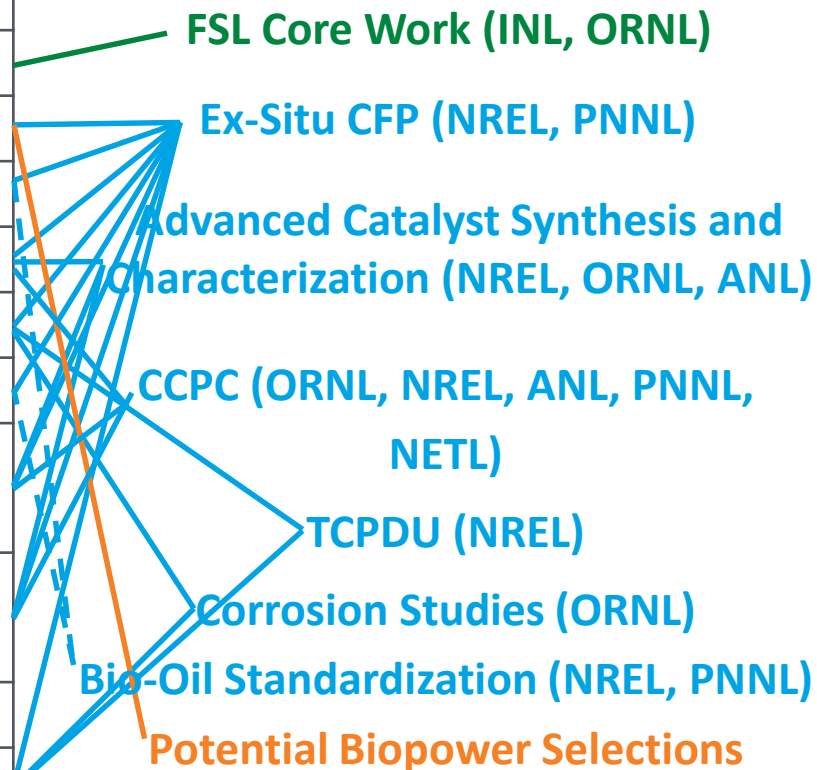 FSL Core Work (INL, ORNL)
Ex-Situ CFP (NREL, PNNL)
Advanced Catalyst Synthesis and
Characterization (NREL, ORNL, ANL)
CCPC (ORNL, NREL, ANL, PNNL,
NETL)
TCPDU (NREL)
Corrosion Studies (ORNL)
Bio-Oil Standardization (NREL, PNNL)
Potential Biopower Selections